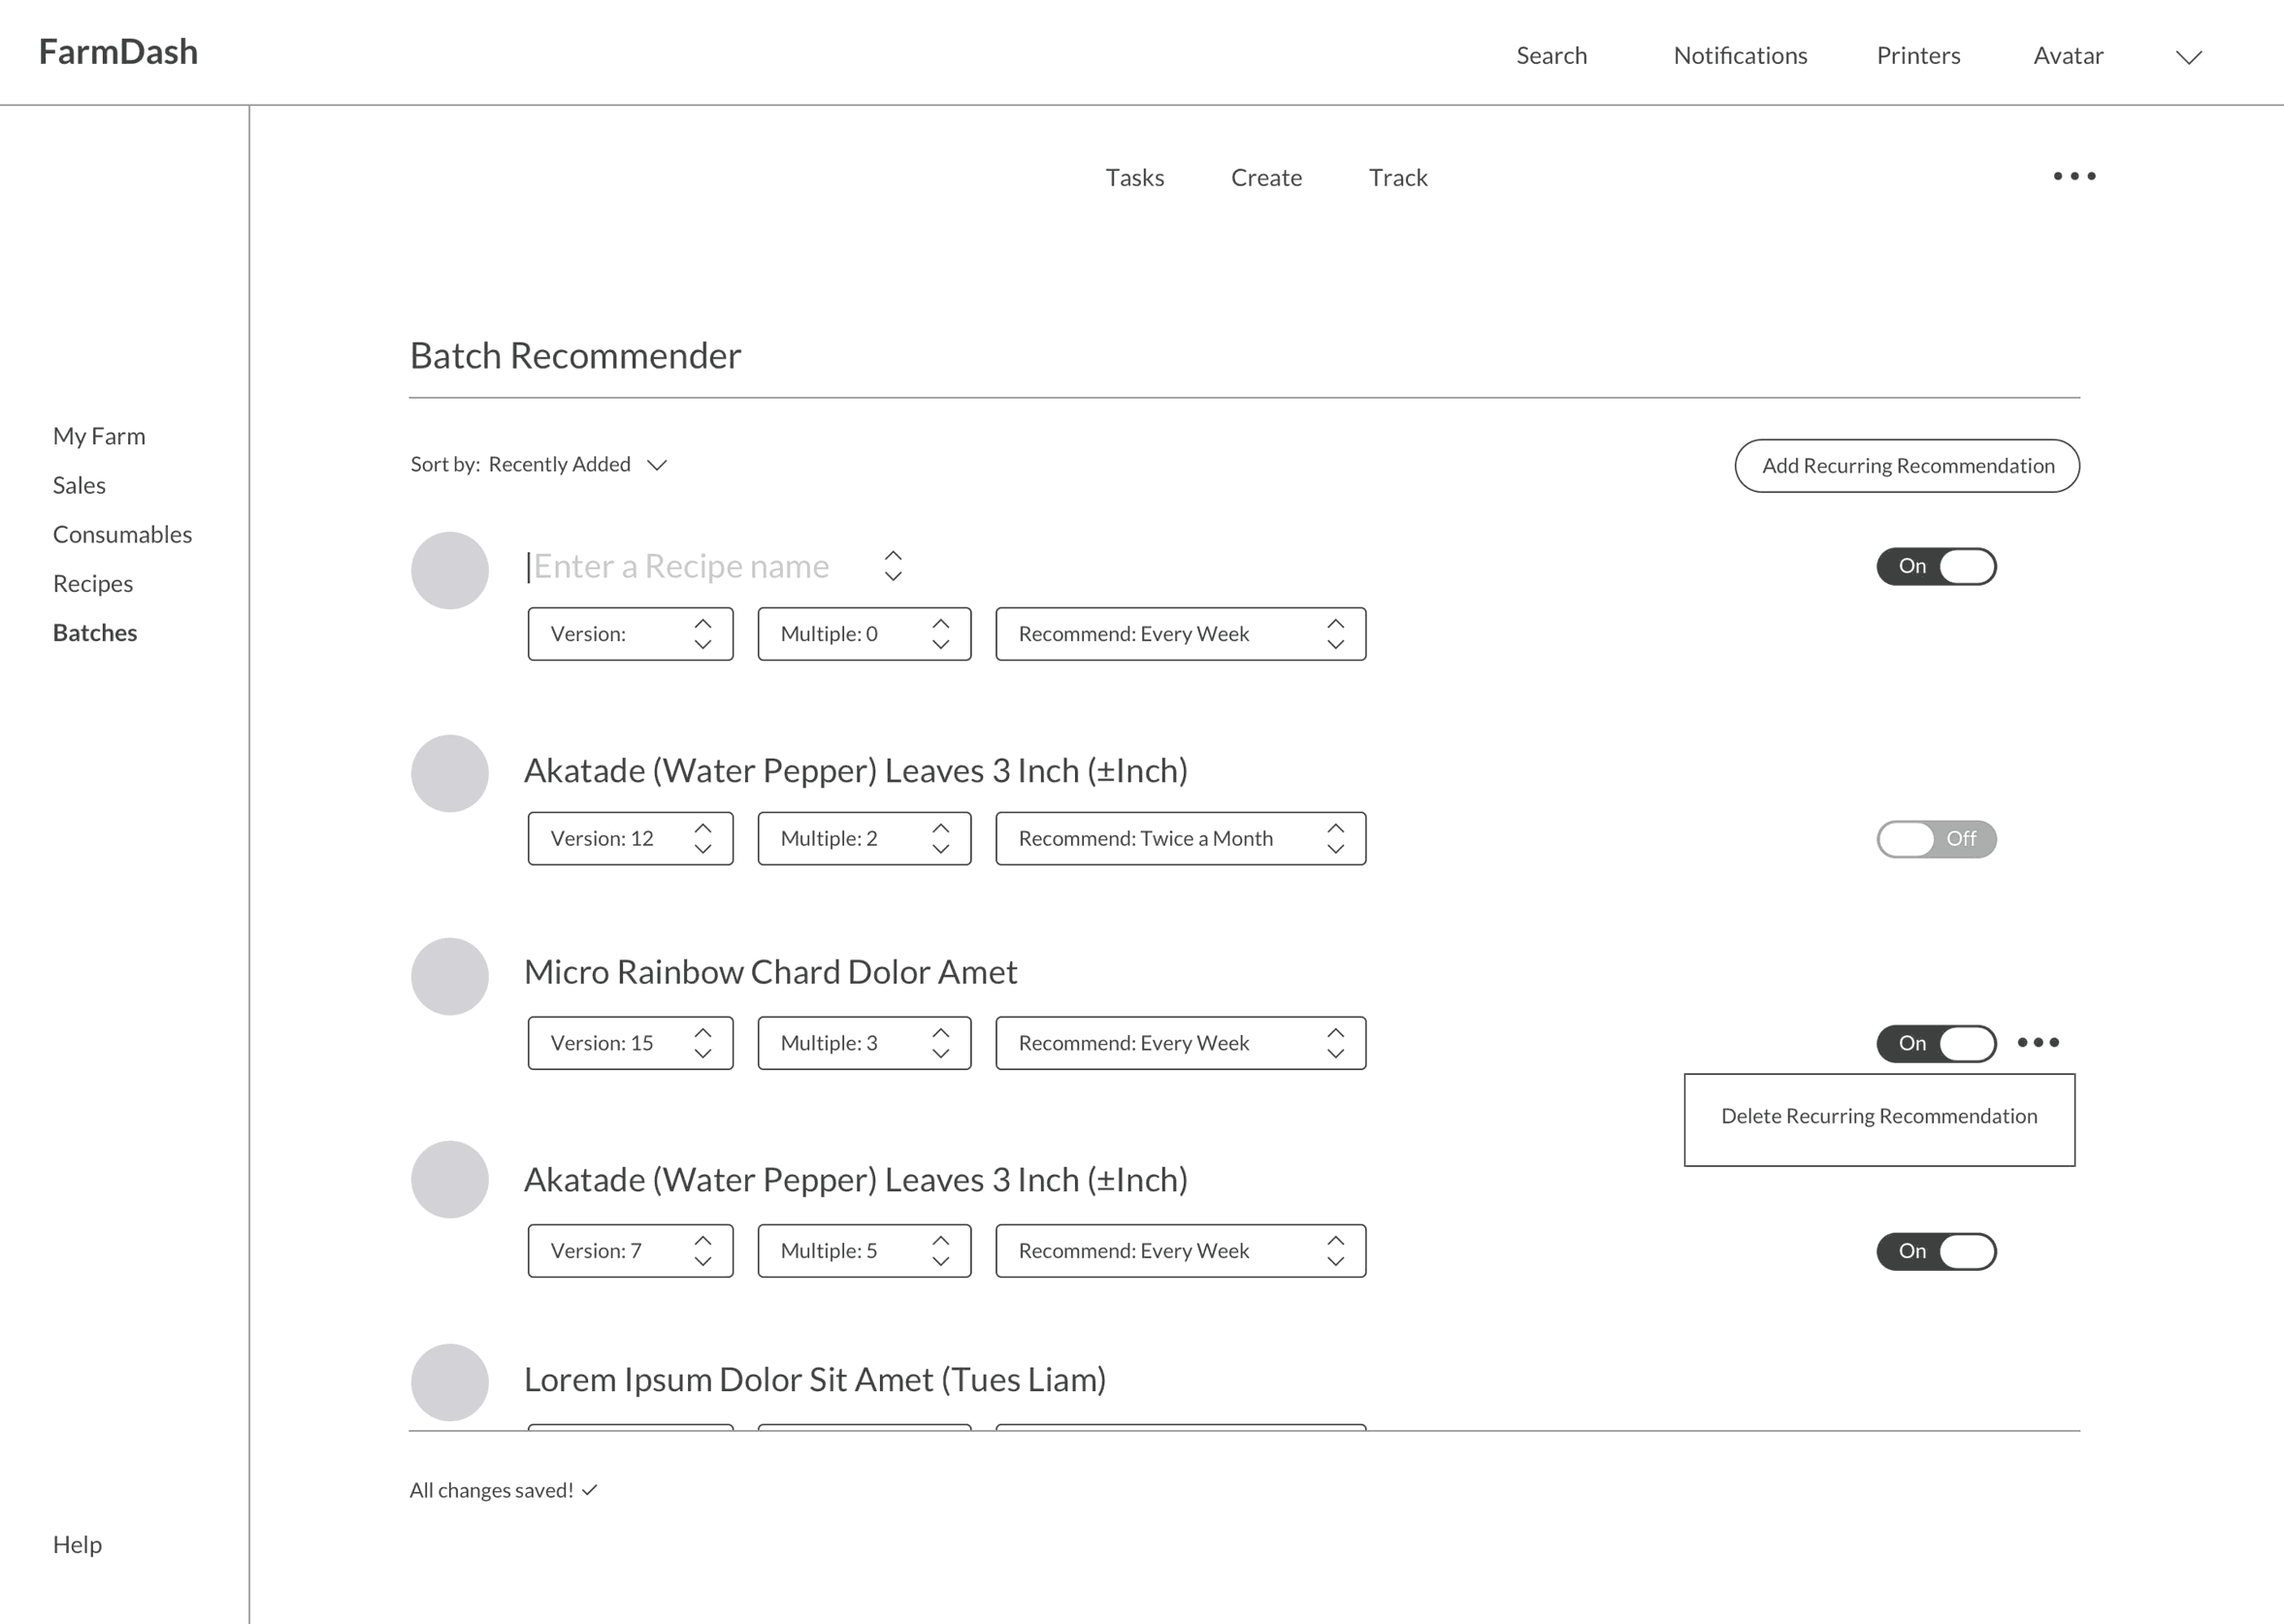 FarmDash
Search Notifications Printers Avatar
Tasks Create Track
Batch Recommender
My Farm
Sales
Consumables
Recipes
Batches
Help
Sort by: Recently Added
Add Recurring Recommendation
Enter a Recipe name
On
Version: Multiple: 0 Recommend: Every Week
Akatade (Water Pepper) Leaves 3 Inch (±Inch)
Version: 12 Multiple: 2 Recommend: Twice a Month
Off
Micro Rainbow Chard Dolor Amet
Version: 15 Multiple: 3 Recommend: Every Week
On
Delete Recurring Recommendation
Akatade (Water Pepper) Leaves 3 Inch (±Inch)
Version: 7 Multiple: 5 Recommend: Every Week
On
Lorem Ipsum Dolor Sit Amet (Tues Liam)
All changes saved!